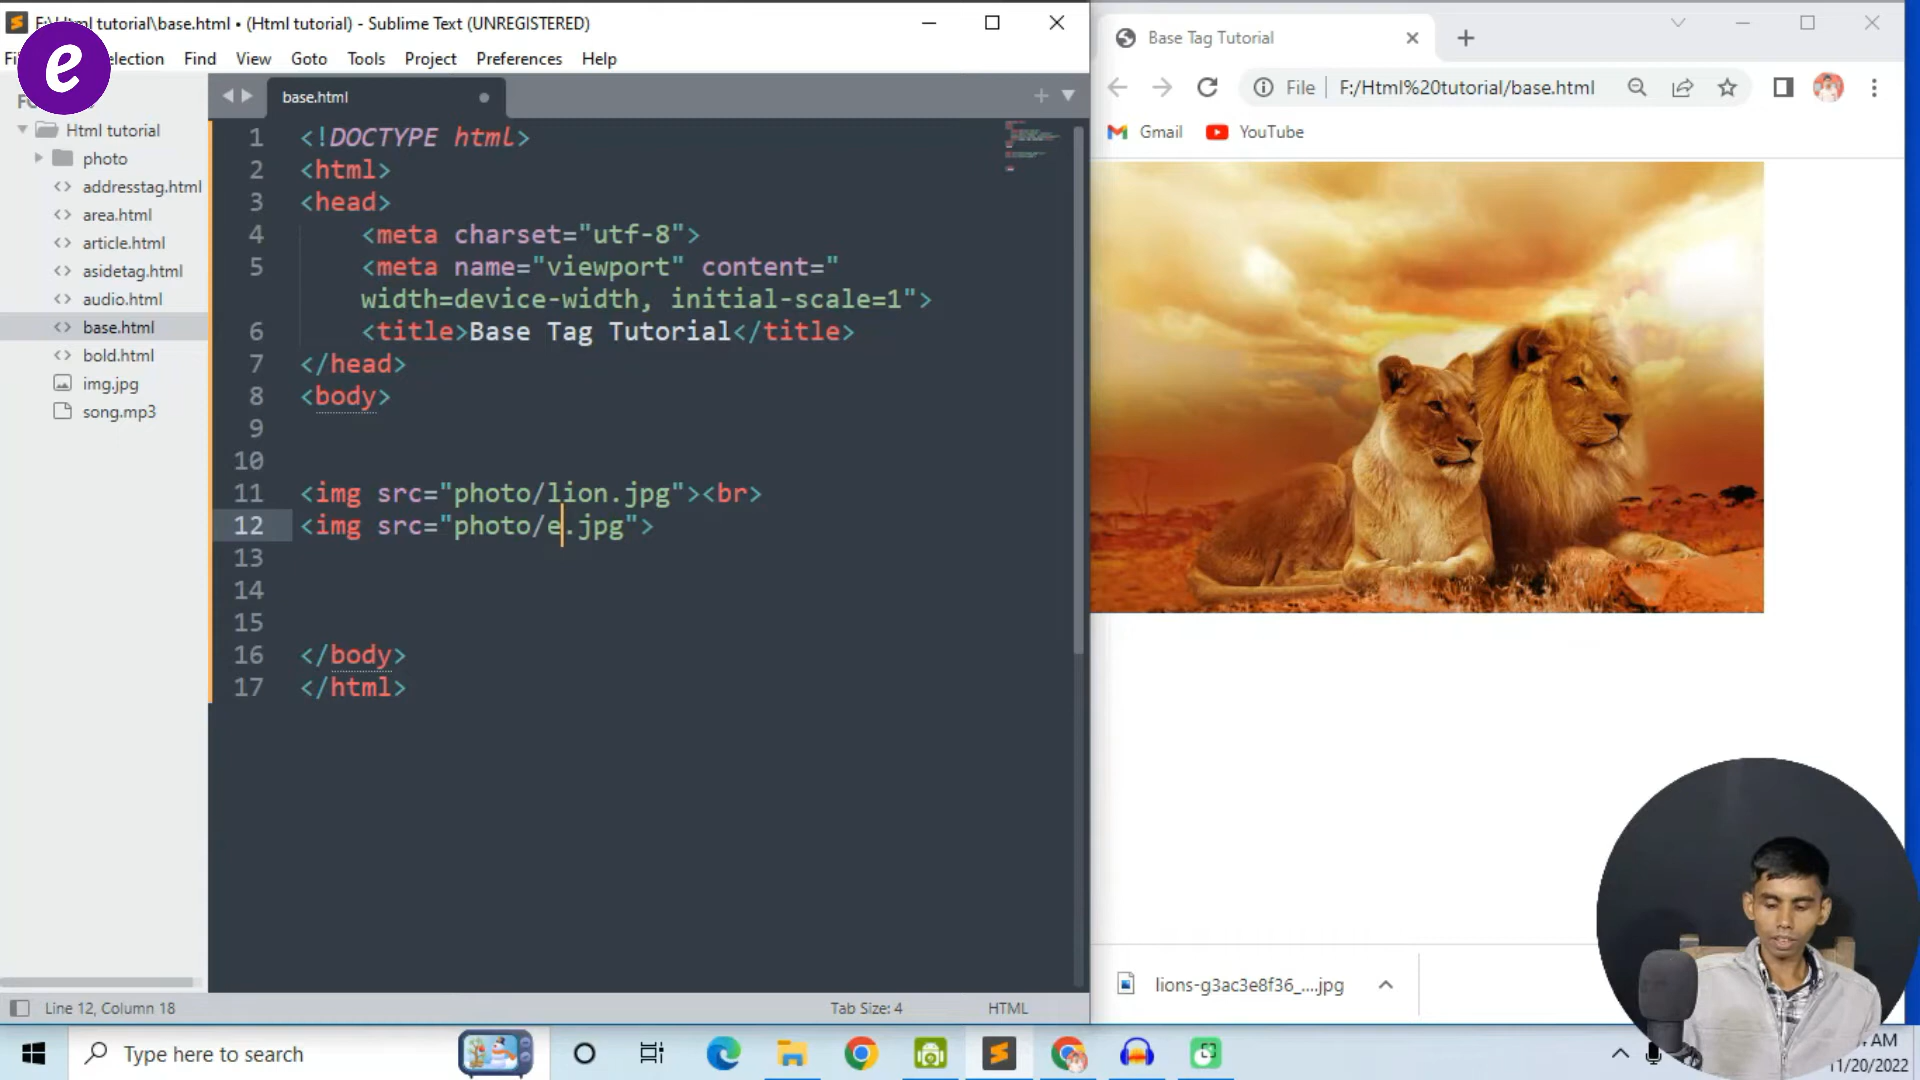 F:\Html tutorial\base.html • (Html tutorial) - Sublime Text (UNREGISTERED)
e
Selection Find View Goto Tools Project Preferences Help
Html tutorial
photo
addresstag.html
area.html
article.html
asidetag.html
audio.html
base.html
bold.html
img.jpg
song.mp3
base.html
1 <!DOCTYPE html>
2 <html>
3 <head>
4 <meta charset="utf-8">
5 <meta name="viewport" content="
width=device-width, initial-scale=1">
6 <title>Base Tag Tutorial</title>
7 </head>
8 <body>
9
10
11 <img src="photo/lion.jpg"><br>
12 <img src="photo/e.jpg">
13
14
15
16 </body>
17 </html>
Line 12, Column 18
Tab Size: 4
HTML
Base Tag Tutorial
File F:/Html%20tutorial/base.html
Gmail YouTube
lions-g3ac3e8f36_....jpg
Type here to search
AM
11/20/2022